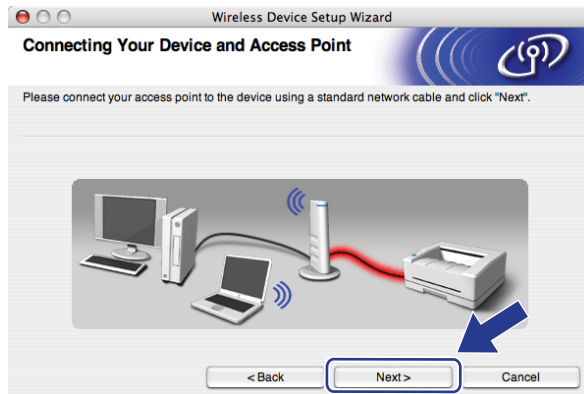 Wireless Device Setup Wizard
Connecting Your Device and Access Point
Please connect your access point to the device using a standard network cable and click "Next".
< Back Next > Cancel